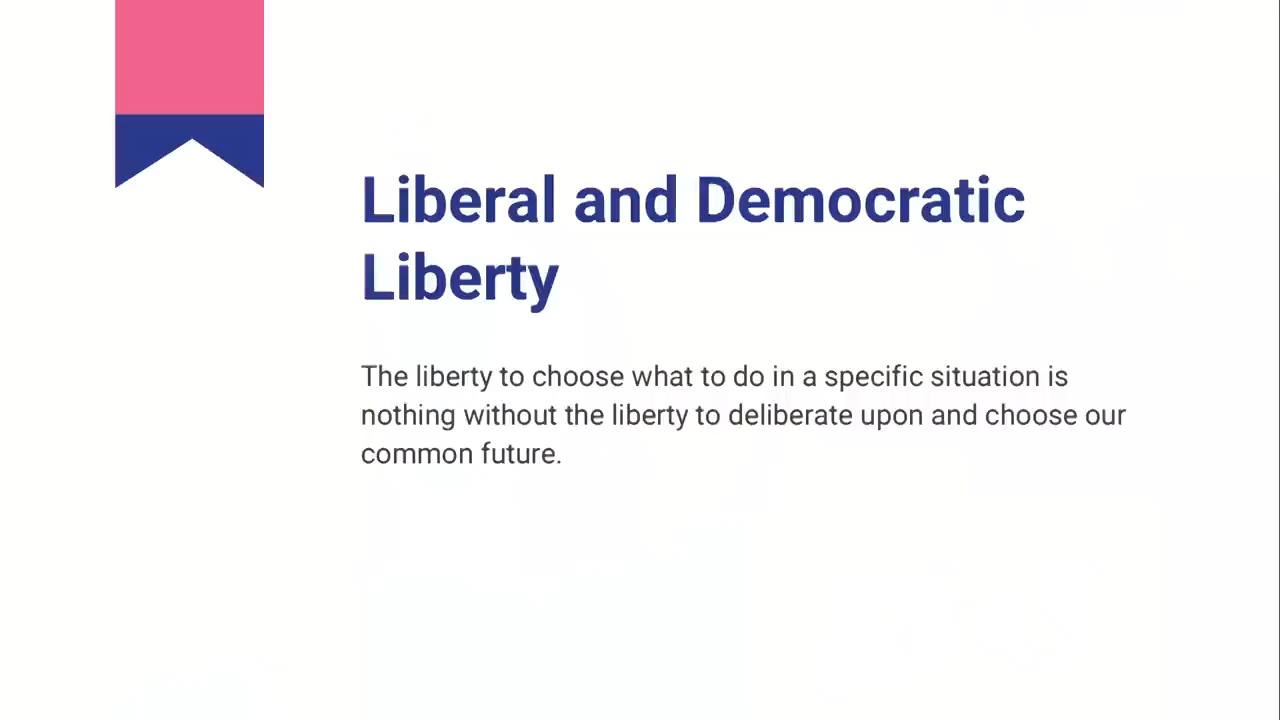 Liberal and Democratic
Liberty
The liberty to choose what to do in a specific situation is
nothing without the liberty to deliberate upon and choose our
common future.